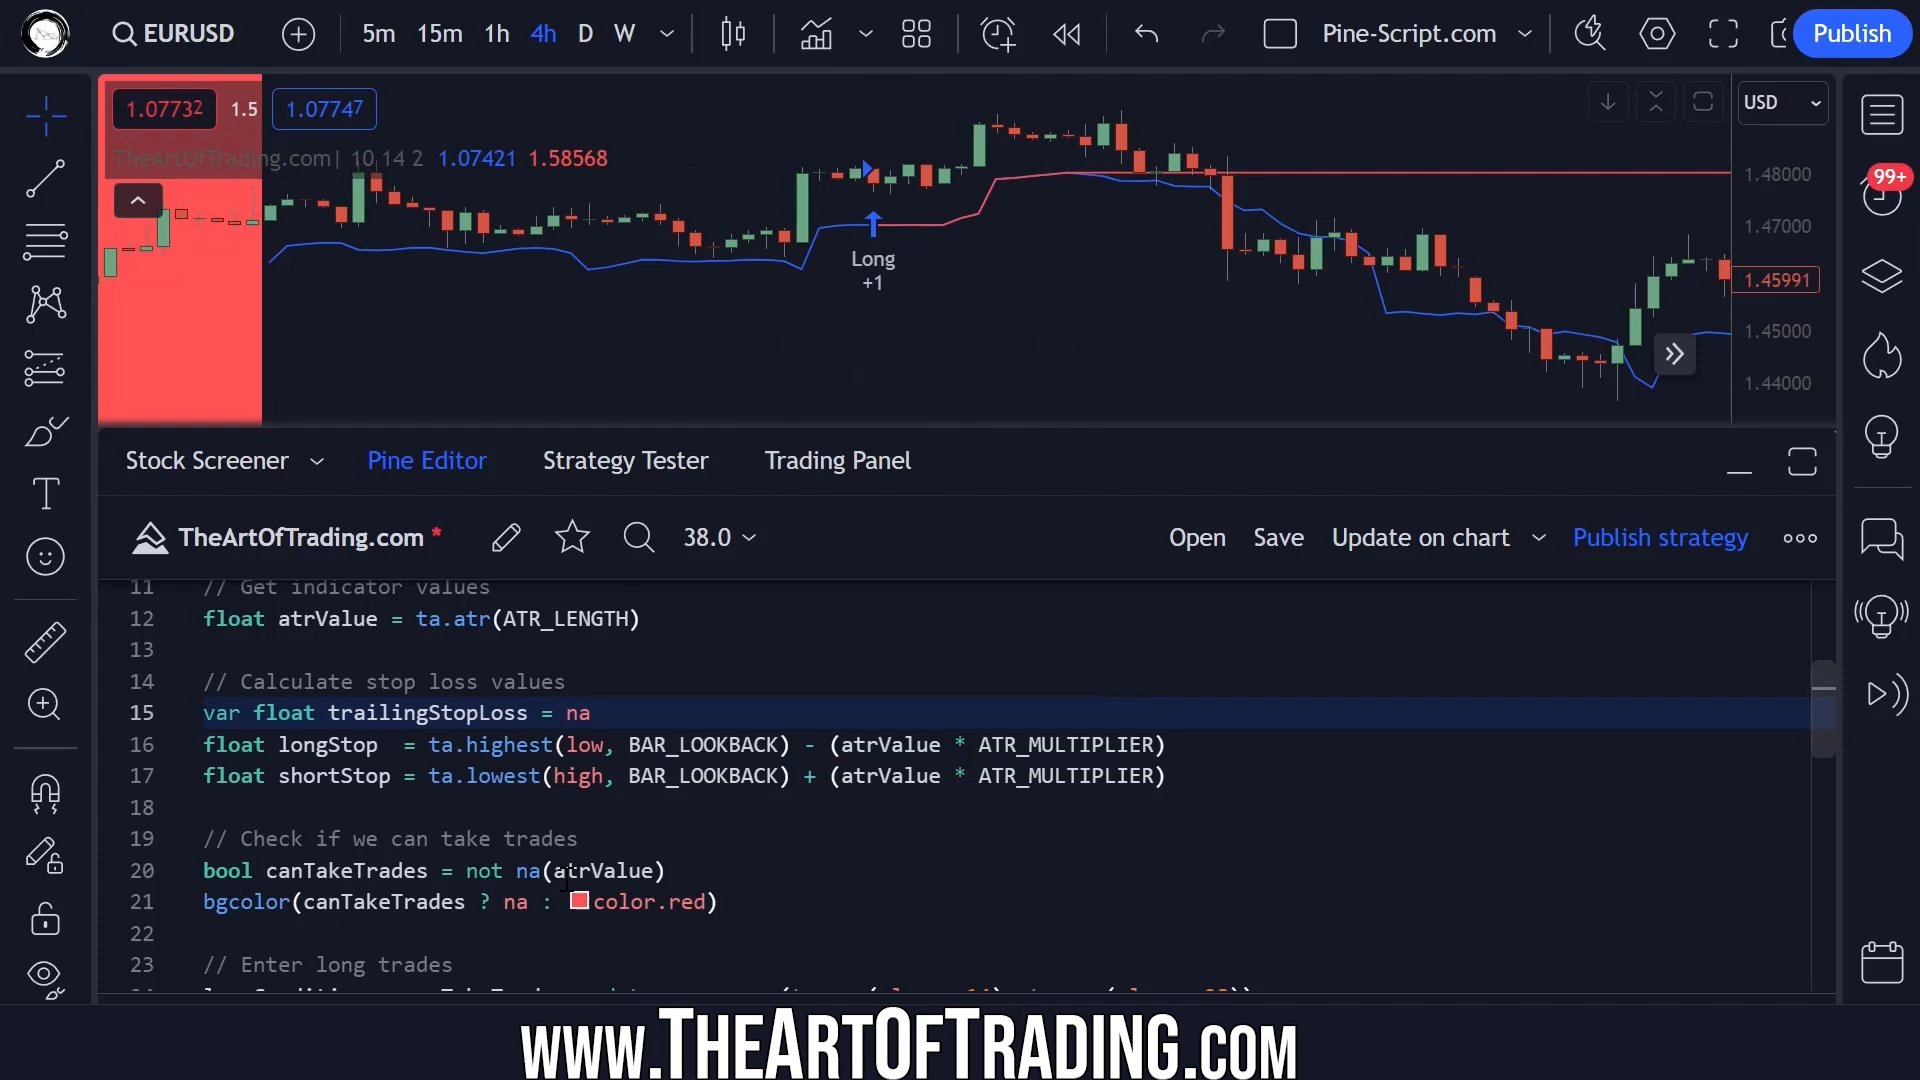 EURUSD 5m 15m 1h 4h D W Pine-Script.com Publish
1.07732 1.5 1.07747 USD
TheArtOfTrading.com| 10 14 2 1.07421 1.58568
1.48000
99+
1.47000
Long
+1
1.45991
1.45000
1.44000
Stock Screener Pine Editor Strategy Tester Trading Panel
TheArtOfTrading.com * 38.0 Open Save Update on chart Publish strategy
11 // Get indicator values
12 float atrValue = ta.atr(ATR_LENGTH)
13
14 // Calculate stop loss values
15 var float trailingStopLoss = na
16 float longStop  = ta.highest(low, BAR_LOOKBACK) - (atrValue * ATR_MULTIPLIER)
17 float shortStop = ta.lowest(high, BAR_LOOKBACK) + (atrValue * ATR_MULTIPLIER)
18
19 // Check if we can take trades
20 bool canTakeTrades = not na(atrValue)
21 bgcolor(canTakeTrades ? na : color.red)
22
23 // Enter long trades
www.TheArtOfTrading.com